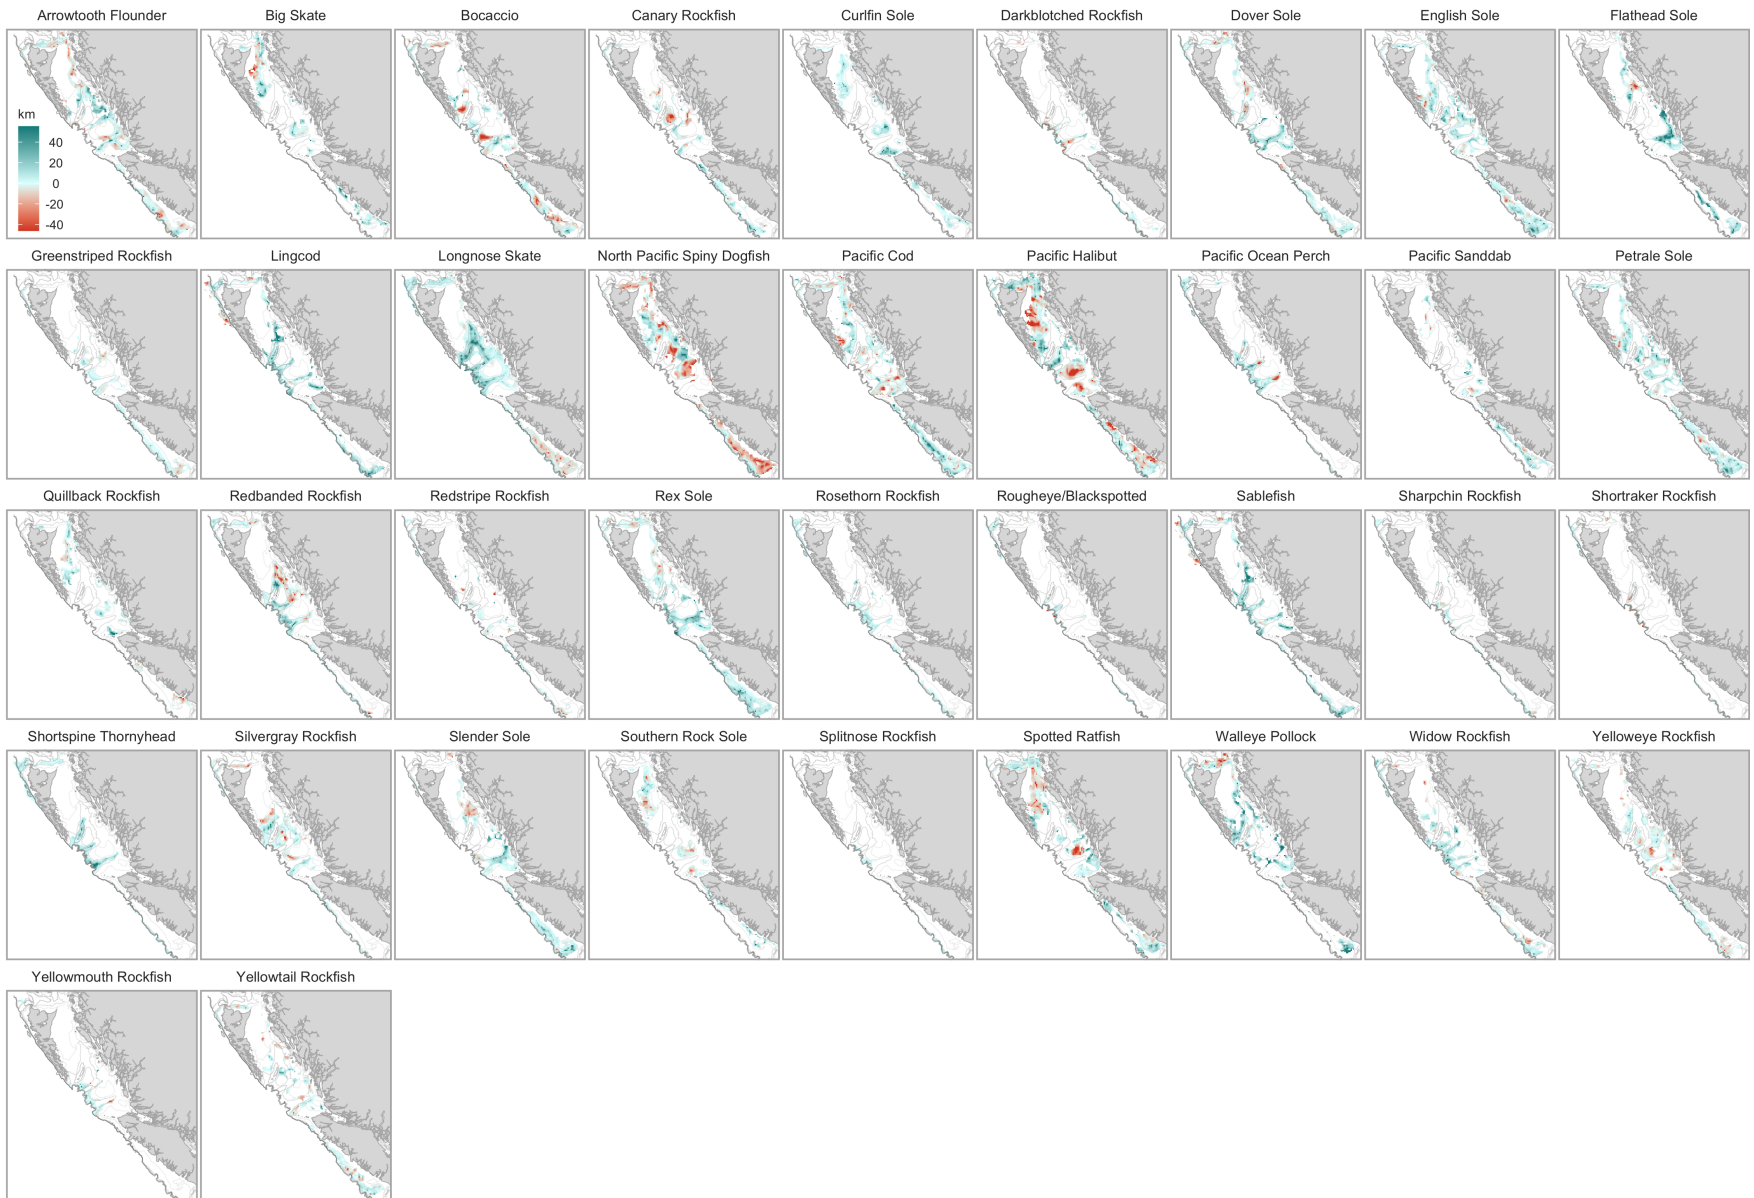 Arrowtooth Flounder
Big Skate
Bocaccio
Canary Rockfish
Curlfin Sole
Darkblotched Rockfish
Dover Sole
English Sole
Flathead Sole
km
40
20
0
-20
-40
Greenstriped Rockfish
Lingcod
Longnose Skate
North Pacific Spiny Dogfish
Pacific Cod
Pacific Halibut
Pacific Ocean Perch
Pacific Sanddab
Petrale Sole
Quillback Rockfish
Redbanded Rockfish
Redstripe Rockfish
Rex Sole
Rosethorn Rockfish
Rougheye/Blackspotted
Sablefish
Sharpchin Rockfish
Shortraker Rockfish
Shortspine Thornyhead
Silvergray Rockfish
Slender Sole
Southern Rock Sole
Splitnose Rockfish
Spotted Ratfish
Walleye Pollock
Widow Rockfish
Yelloweye Rockfish
Yellowmouth Rockfish
Yellowtail Rockfish